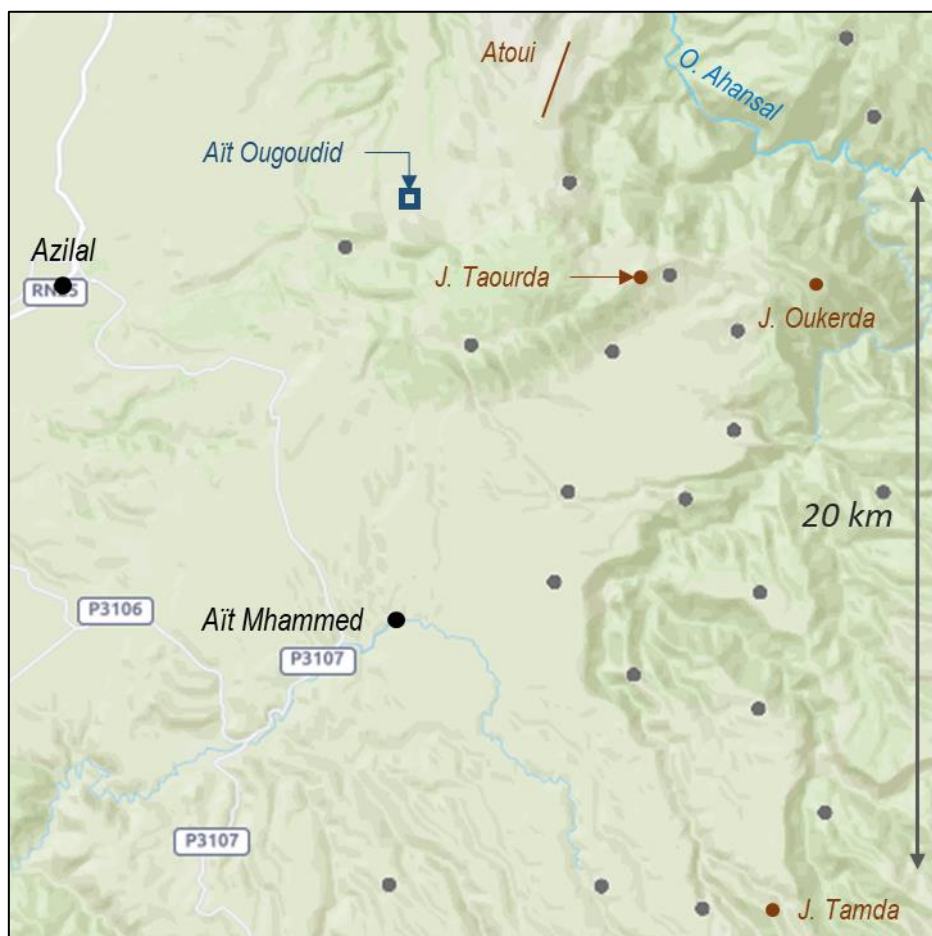 Atoui
O. Ahansal
Aït Ougoudid
Azilal
J. Taourda
J. Oukerda
20 km
P3106
Aït Mhammed
P3107
P3107
J. Tamda